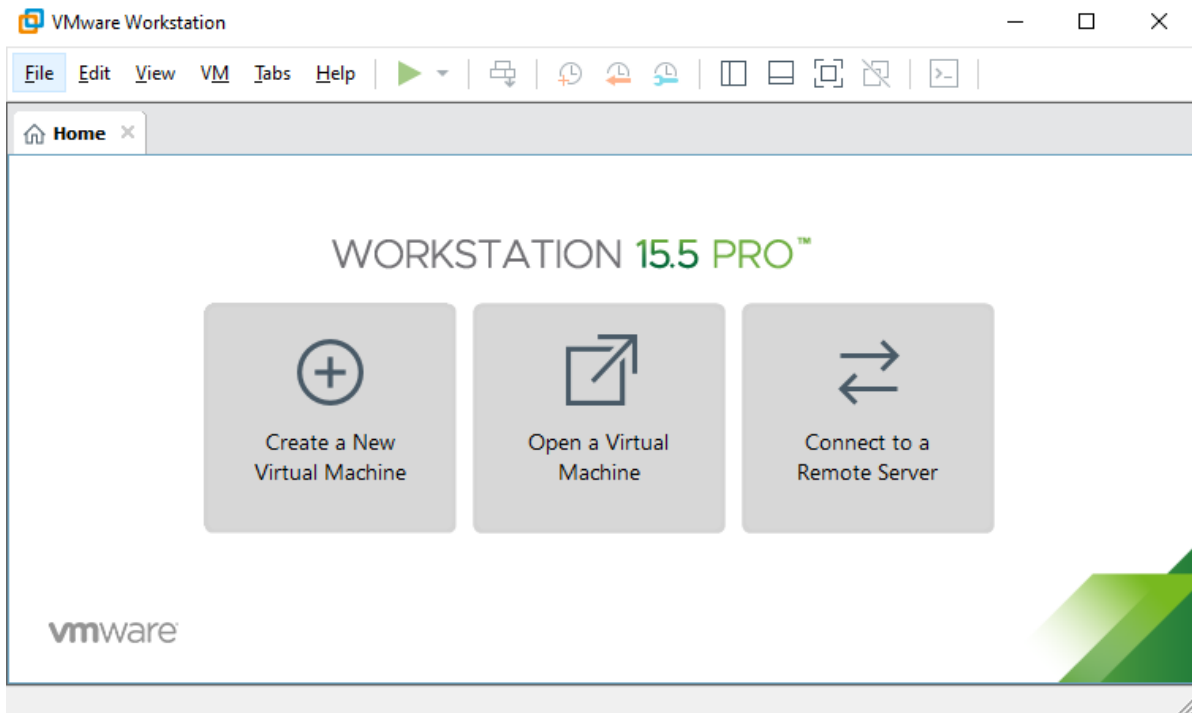 VMware Workstation
File Edit View VM Tabs Help
Home
WORKSTATION 15.5 PRO™
Create a New
Virtual Machine
Open a Virtual
Machine
Connect to a
Remote Server
vmware